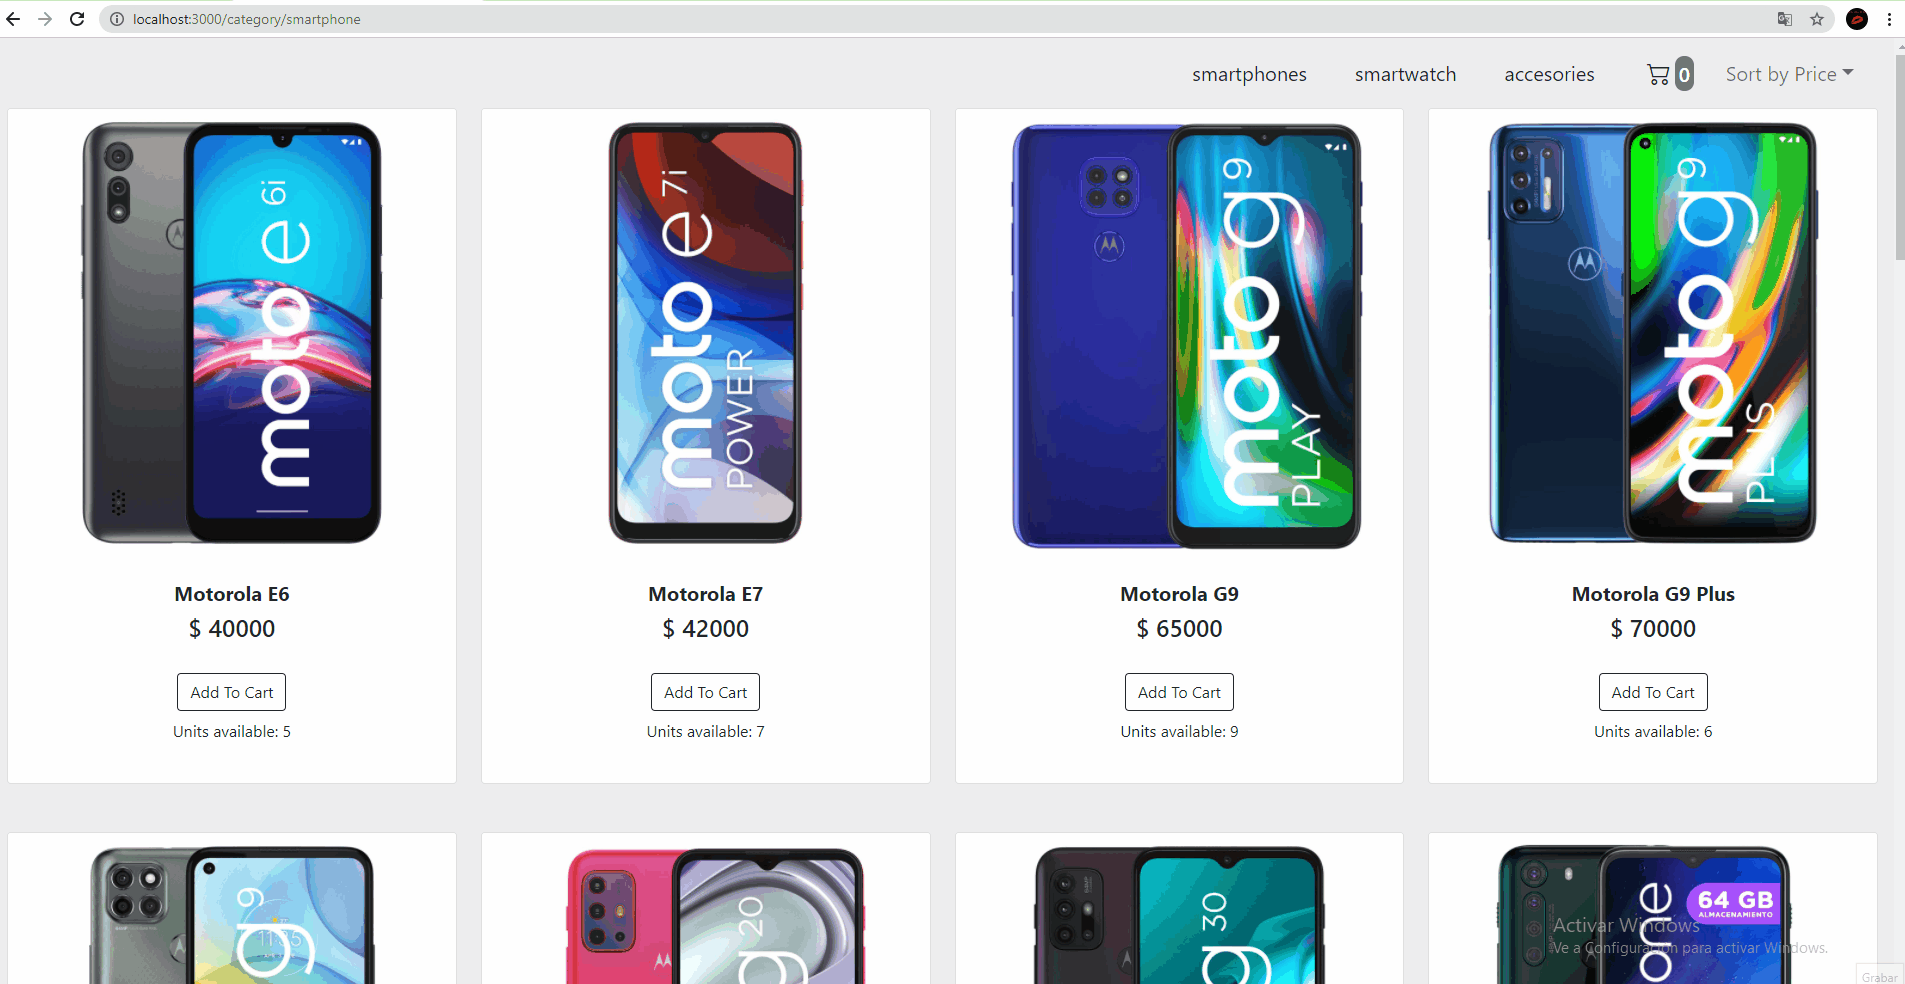 localhost:3000/category/smartphone
smartphones smartwatch accesories 0 Sort by Price
moto e 6i
moto e 7i
POWER
moto g 9
PLAY
moto g 9
PLUS
Motorola E6
$ 40000
Add To Cart
Units available: 5
Motorola E7
$ 42000
Add To Cart
Units available: 7
Motorola G9
$ 65000
Add To Cart
Units available: 9
Motorola G9 Plus
$ 70000
Add To Cart
Units available: 6
g 9
11:35
g 20
g 30
one
64 GB
ALMACENAMIENTO
Activar Windows
Ve a Configuración para activar Windows.
Grabar